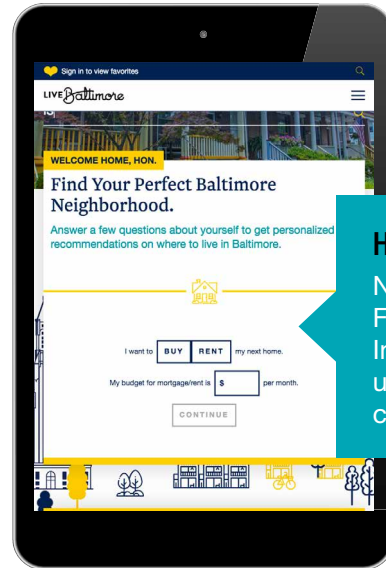 Sign in to view favorites
LIVE Baltimore
WELCOME HOME, HON.
Find Your Perfect Baltimore
Neighborhood.
Answer a few questions about yourself to get personalized
recommendations on where to live in Baltimore.
I want to BUY RENT my next home.
My budget for mortgage/rent is $ per month.
CONTINUE